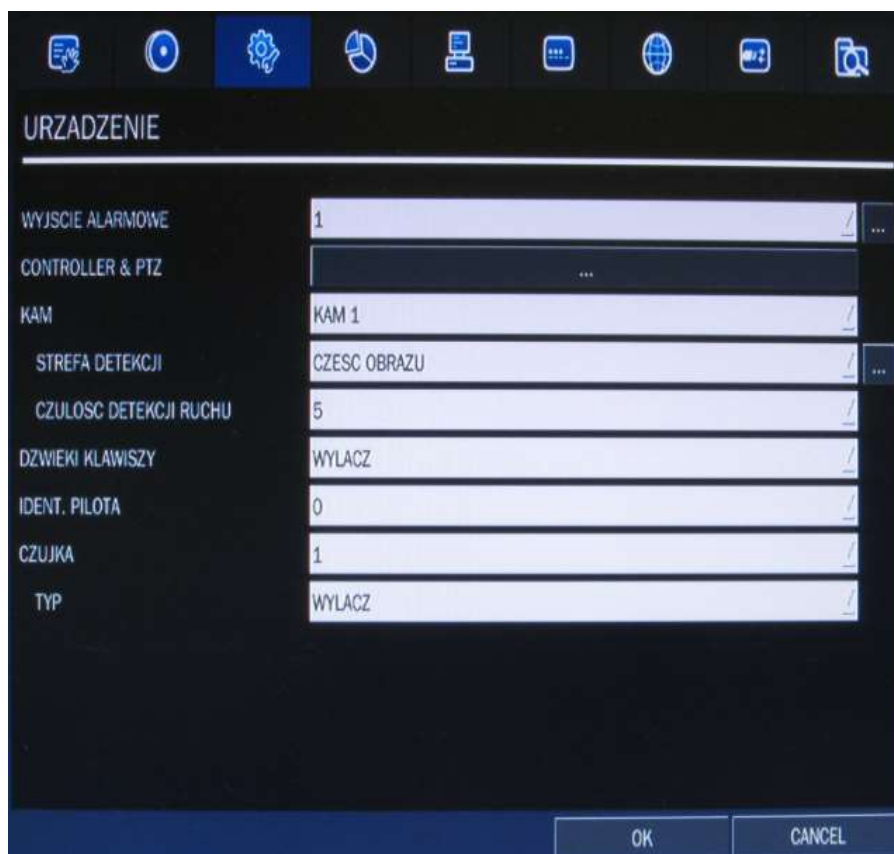 URZADZENIE
WYJSCIE ALARMOWE 1 ...
CONTROLLER & PTZ ...
KAM KAM 1
STREFA DETEKCJI CZESC OBRAZU ...
CZULOSC DETEKCJI RUCHU 5
DZWIEKI KLAWISZY WYLACZ
IDENT. PILOTA 0
CZUJKA 1
TYP WYLACZ
OK CANCEL